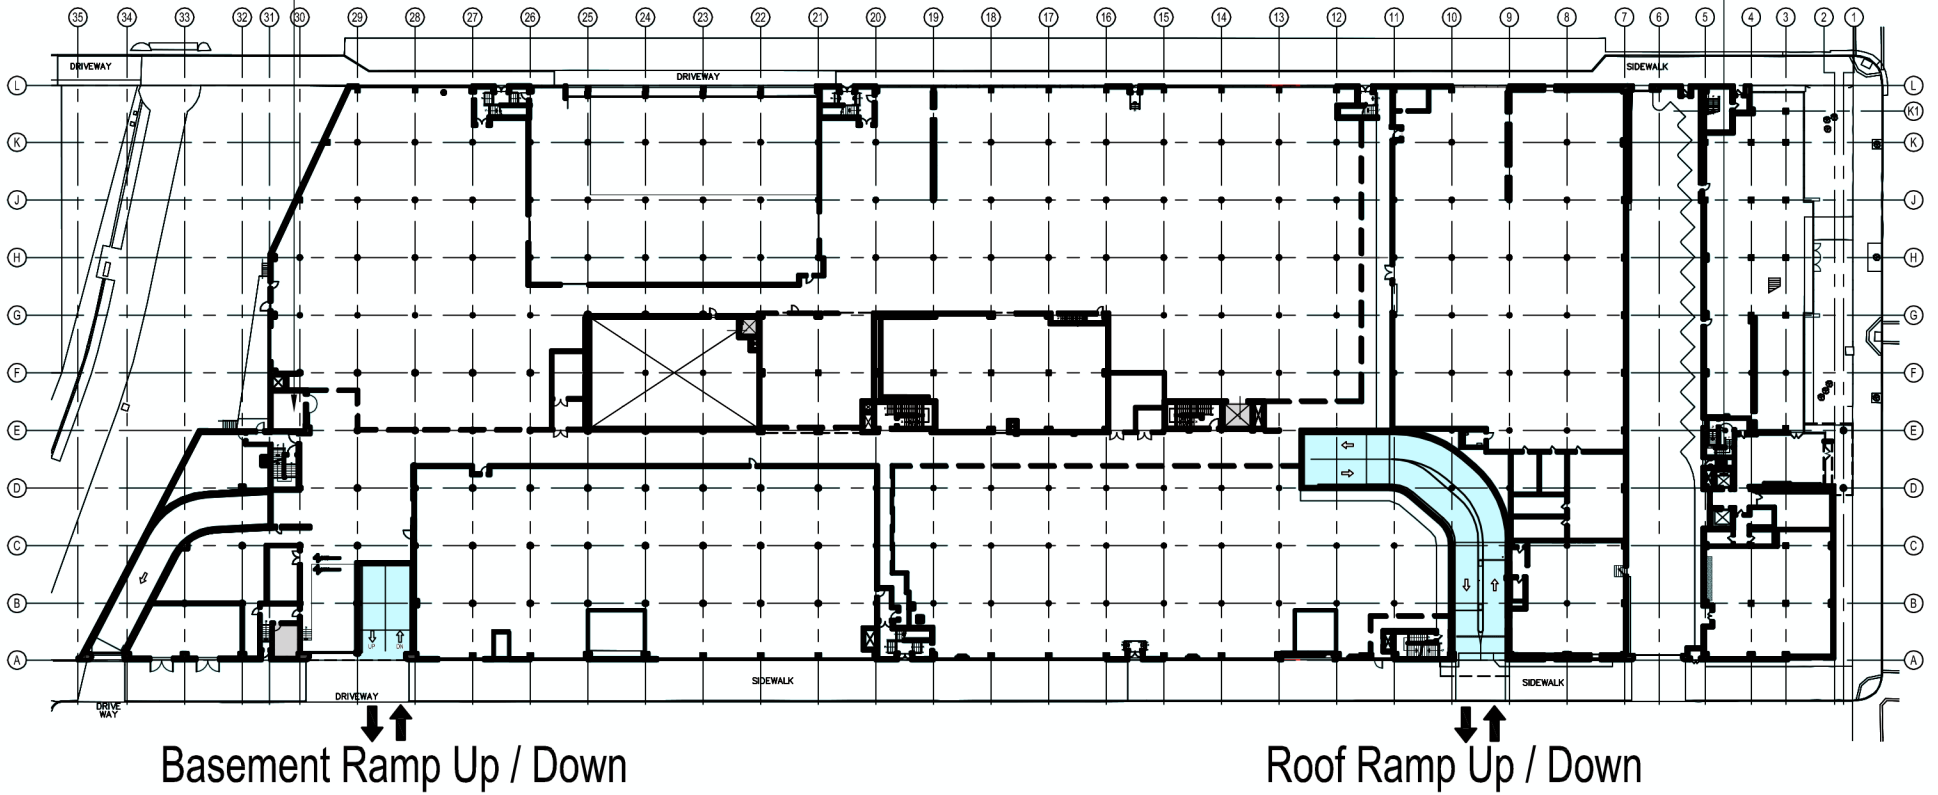 35 34 33 32 31 30 29 28 27 26 25 24 23 22 21 20 19 18 17 16 15 14 13 12 11 10 9 8 7 6 5 4 3 2 1
DRIVEWAY
DRIVEWAY
SIDEWALK
L L
K1
K K
J J
H H
G G
F F
E E
D D
C C
B B
UP DN
A A
SIDEWALK
SIDEWALK
DRIVEWAY
DRIVE
WAY
Basement Ramp Up / Down
Roof Ramp Up / Down